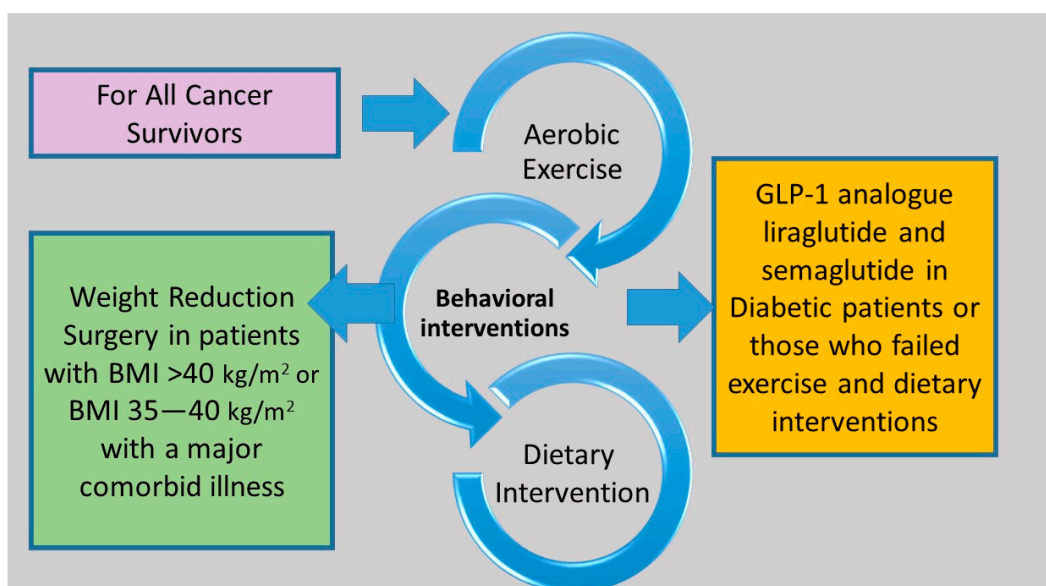 For All Cancer
Survivors
Aerobic
Exercise
GLP-1 analogue
liraglutide and
semaglutide in
Diabetic patients or
those who failed
exercise and dietary
interventions
Weight Reduction
Surgery in patients
with BMI >40 kg/m² or
BMI 35—40 kg/m²
with a major
comorbid illness
Behavioral
interventions
Dietary
Intervention